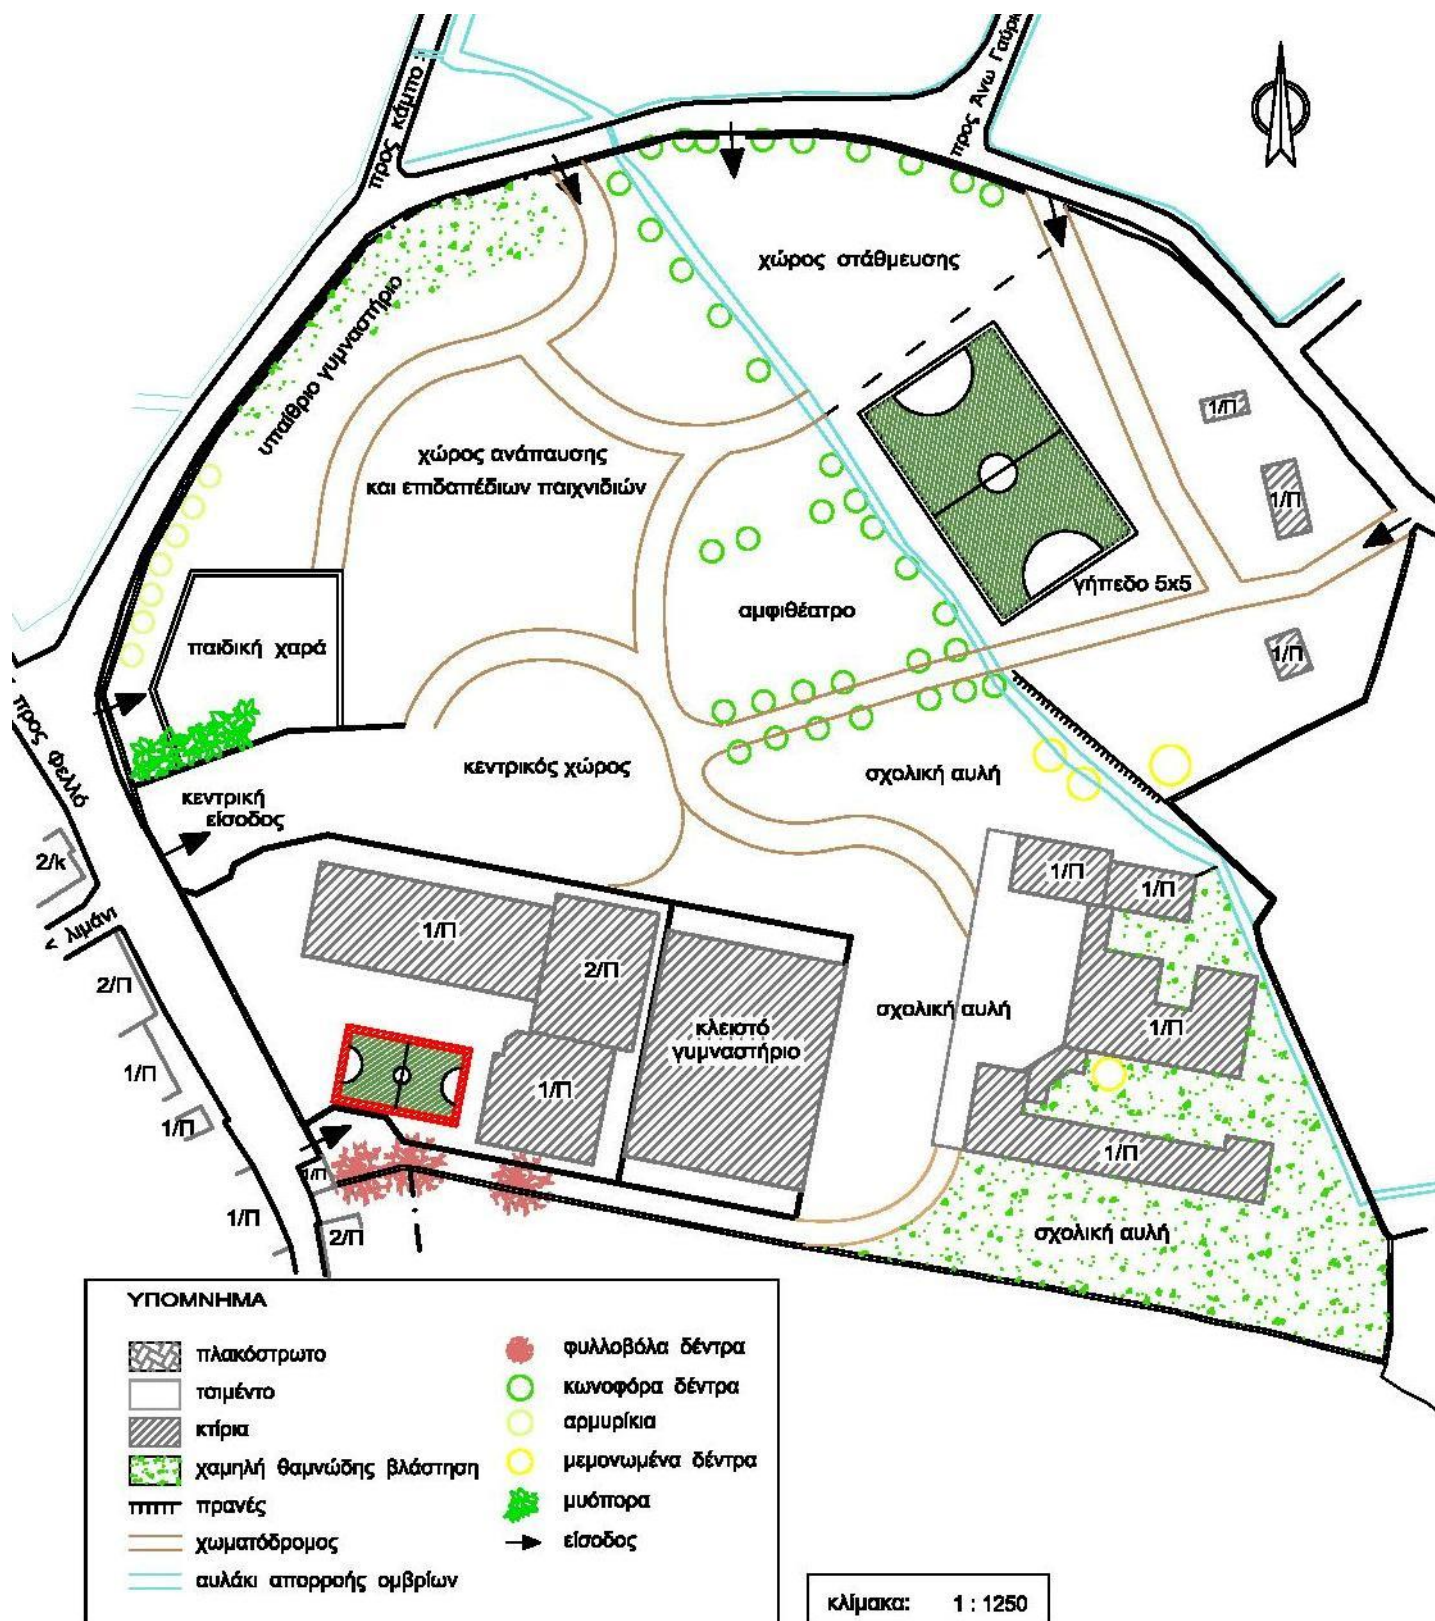 προς κάμπο
προς Άνω Γαύρι
χώρος στάθμευσης
υπαίθριο γυμναστήριο
1/Π
χώρος ανάπαυσης
και επιδαπέδιων παιχνιδιών
1/Π
γήπεδο 5x5
αμφιθέατρο
παιδική χαρά
1/Π
προς Φελλό
κεντρικός χώρος
σχολική αυλή
κεντρική
είσοδος
2/k
1/Π
1/Π
λιμάνι
1/Π
2/Π
2/Π
σχολική αυλή
κλειστό
γυμναστήριο
1/Π
1/Π
1/Π
1/Π
1/Π
1/Π
1/Π
2/Π
σχολική αυλή
ΥΠΟΜΝΗΜΑ
πλακόστρωτο
τσιμέντο
κτίρια
χαμηλή θαμνώδης βλάστηση
πρανές
χωματόδρομος
αυλάκι απορροής ομβρίων
φυλλοβόλα δέντρα
κωνοφόρα δέντρα
αρμυρίκια
μεμονωμένα δέντρα
μυόπορα
είσοδος
κλίμακα: 1 : 1250